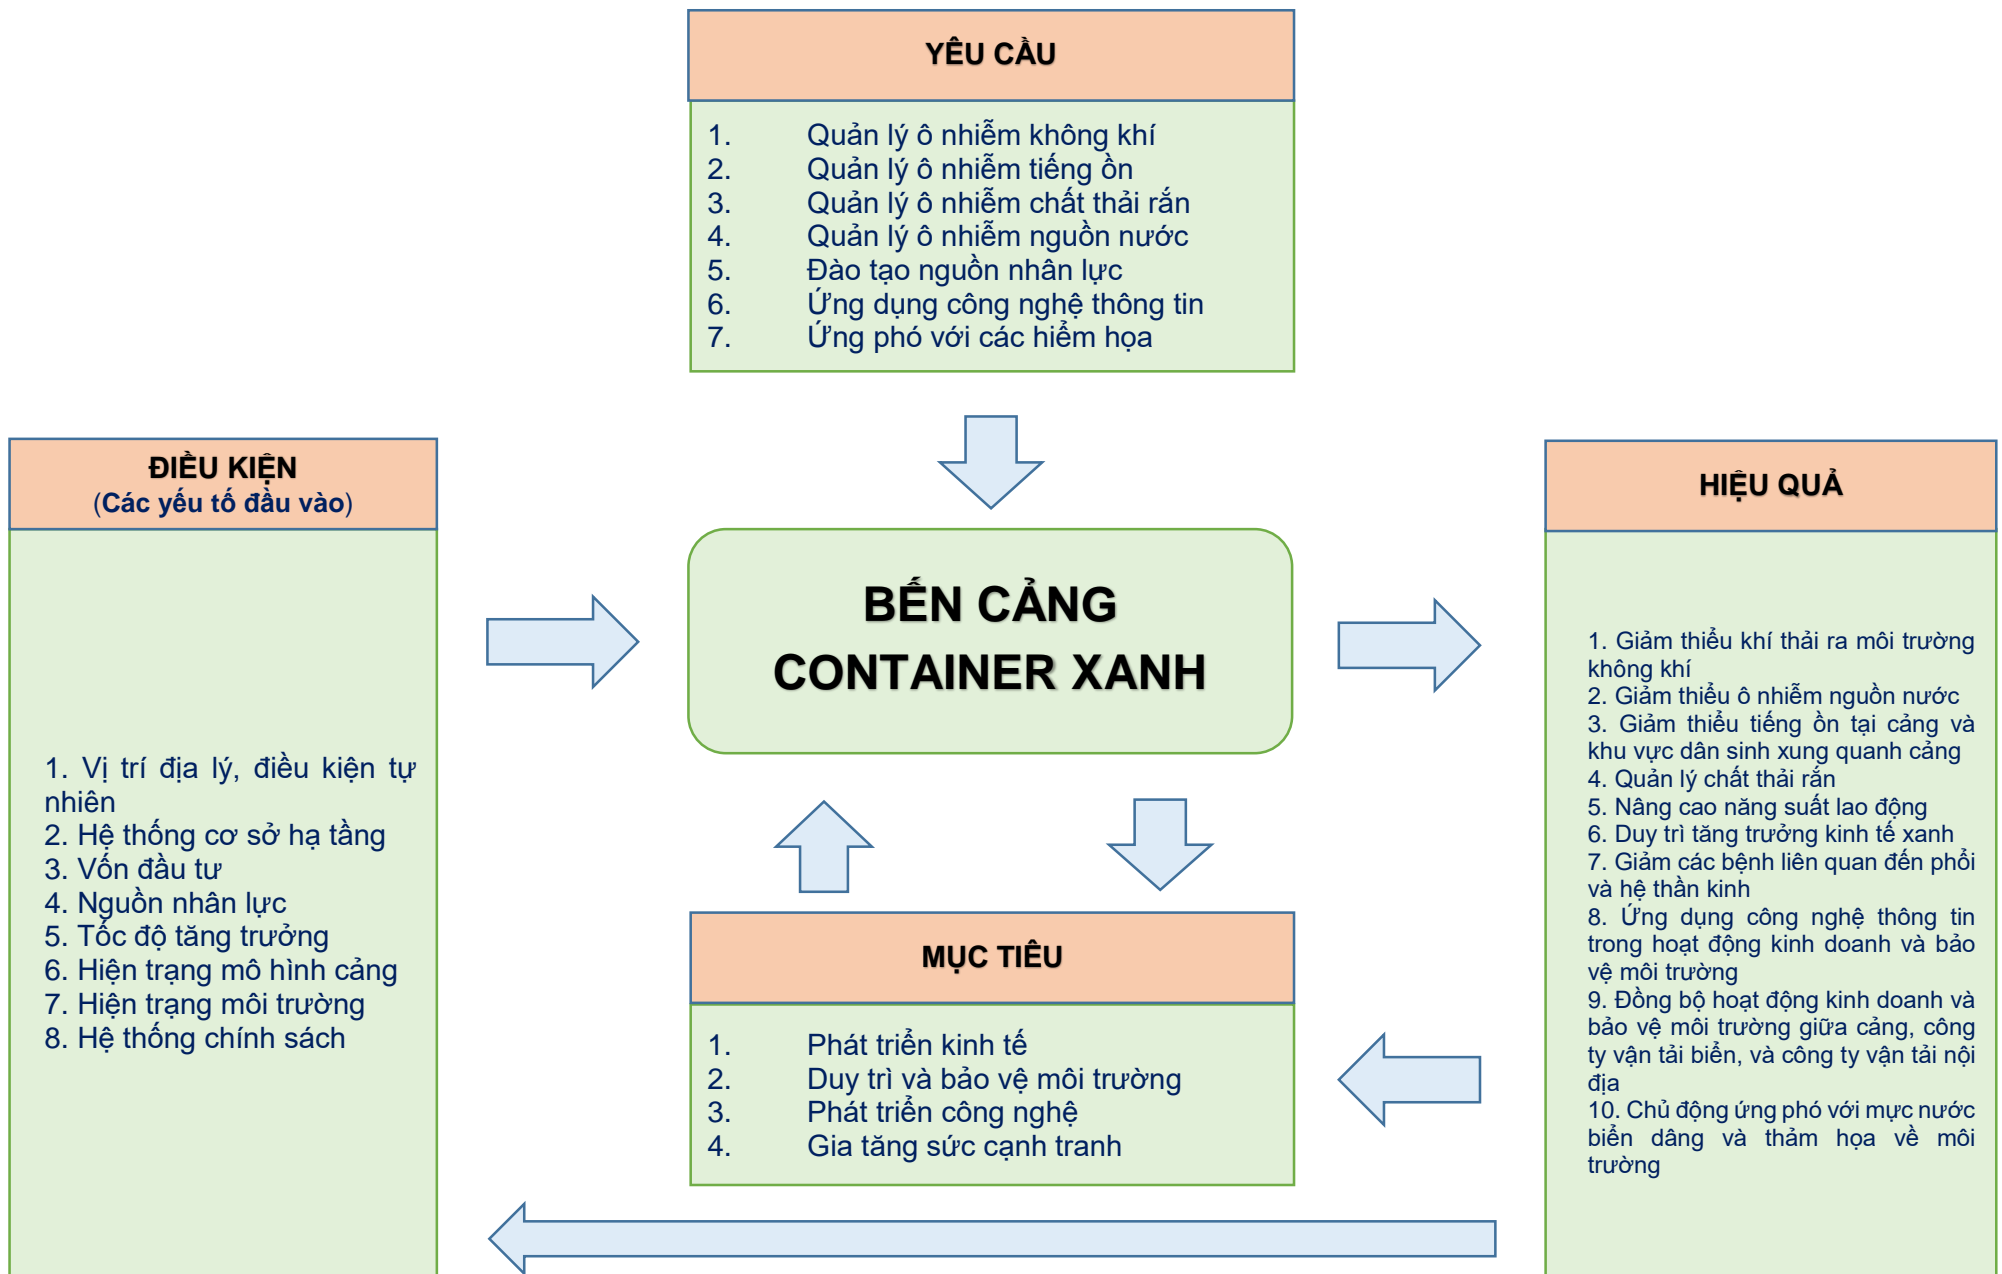 YÊU CẦU
1. Quản lý ô nhiễm không khí
2. Quản lý ô nhiễm tiếng ồn
3. Quản lý ô nhiễm chất thải rắn
4. Quản lý ô nhiễm nguồn nước
5. Đào tạo nguồn nhân lực
6. Ứng dụng công nghệ thông tin
7. Ứng phó với các hiểm họa
ĐIỀU KIỆN
(Các yếu tố đầu vào)
1. Vị trí địa lý, điều kiện tự
nhiên
2. Hệ thống cơ sở hạ tầng
3. Vốn đầu tư
4. Nguồn nhân lực
5. Tốc độ tăng trưởng
6. Hiện trạng mô hình cảng
7. Hiện trạng môi trường
8. Hệ thống chính sách
BẾN CẢNG
CONTAINER XANH
MỤC TIÊU
1. Phát triển kinh tế
2. Duy trì và bảo vệ môi trường
3. Phát triển công nghệ
4. Gia tăng sức cạnh tranh
HIỆU QUẢ
1. Giảm thiểu khí thải ra môi trường
không khí
2. Giảm thiểu ô nhiễm nguồn nước
3. Giảm thiểu tiếng ồn tại cảng và
khu vực dân sinh xung quanh cảng
4. Quản lý chất thải rắn
5. Nâng cao năng suất lao động
6. Duy trì tăng trưởng kinh tế xanh
7. Giảm các bệnh liên quan đến phổi
và hệ thần kinh
8. Ứng dụng công nghệ thông tin
trong hoạt động kinh doanh và bảo
vệ môi trường
9. Đồng bộ hoạt động kinh doanh và
bảo vệ môi trường giữa cảng, công
ty vận tải biển, và công ty vận tải nội
địa
10. Chủ động ứng phó với mực nước
biển dâng và thảm họa về môi
trường